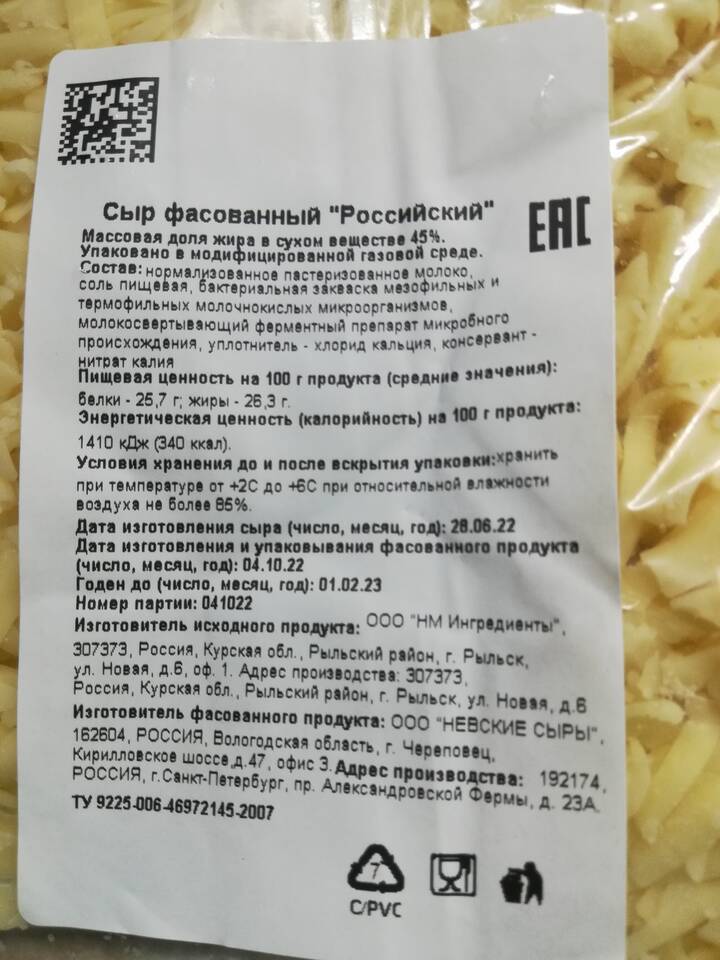 Сыр фасованный "Российский"
EAC
Массовая доля жира в сухом веществе 45%.
Упаковано в модифицированной газовой среде.
Состав: нормализованное пастеризованное молоко,
соль пищевая, бактериальная закваска мезофильных и
термофильных молочнокислых микроорганизмов,
молокосвертывающий ферментный препарат микробного
происхождения, уплотнитель - хлорид кальция, консервант -
нитрат калия
Пищевая ценность на 100 г продукта (средние значения):
белки - 25,7 г; жиры - 26,3 г.
Энергетическая ценность (калорийность) на 100 г продукта:
1410 кДж (340 ккал).
Условия хранения до и после вскрытия упаковки:хранить
при температуре от +2С до +6С при относительной влажности
воздуха не более 85%.
Дата изготовления сыра (число, месяц, год): 28.06.22
Дата изготовления и упаковывания фасованного продукта
(число, месяц, год): 04.10.22
Годен до (число, месяц, год): 01.02.23
Номер партии: 041022
Изготовитель исходного продукта: ООО "НМ Ингредиенты",
307373, Россия, Курская обл., Рыльский район, г. Рыльск,
ул. Новая, д.6, оф. 1. Адрес производства: 307373,
Россия, Курская обл., Рыльский район, г. Рыльск, ул. Новая, д.6
Изготовитель фасованного продукта: ООО "НЕВСКИЕ СЫРЫ",
162604, РОССИЯ, Вологодская область, г. Череповец,
Кирилловское шоссе,д.47, офис 3. Адрес производства: 192174,
РОССИЯ, г.Санкт-Петербург, пр. Александровской Фермы, д. 23А.
ТУ 9225-006-46972145-2007
7
C/PVC